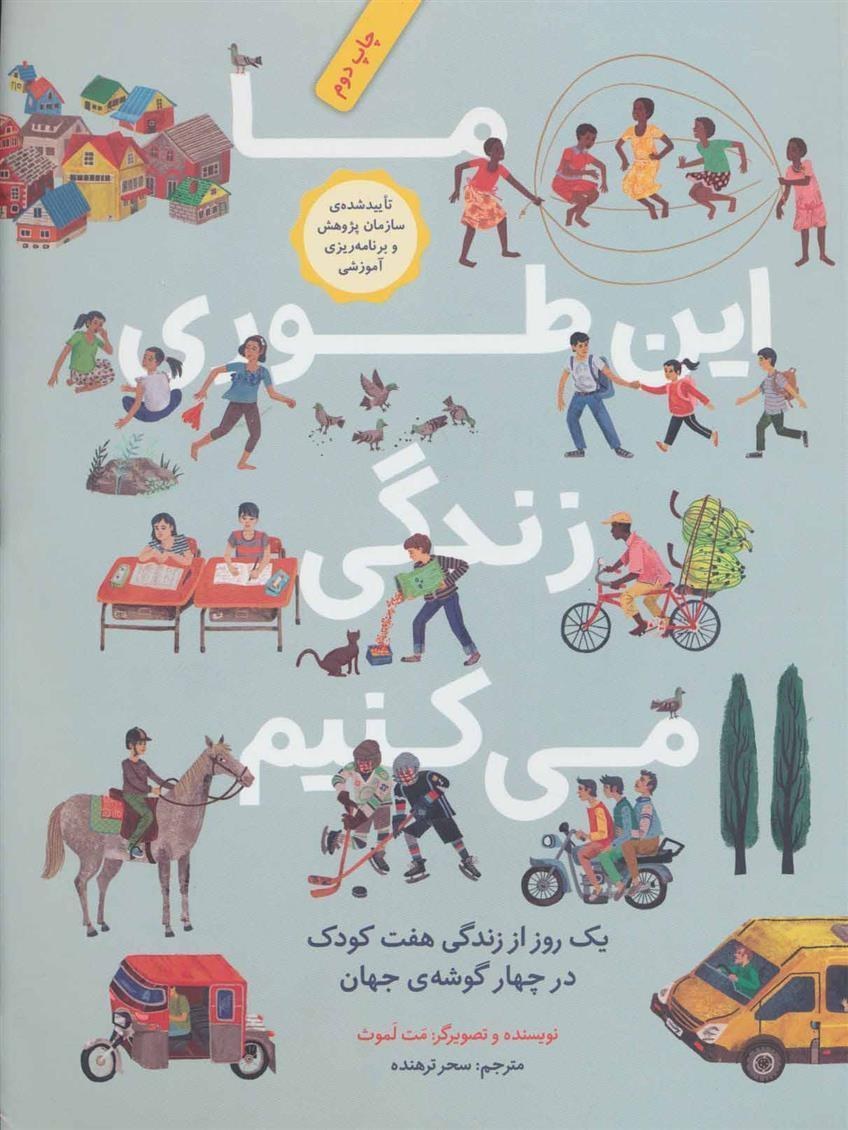 چاپ دوم
ما
تأییدشده‌ی
سازمان پژوهش
و برنامه‌ریزی
آموزشی
این طوری
زندگی
می‌کنیم
یک روز از زندگی هفت کودک
در چهار گوشه‌ی جهان
نویسنده و تصویرگر: مَت لَموث
مترجم: سحر ترهنده